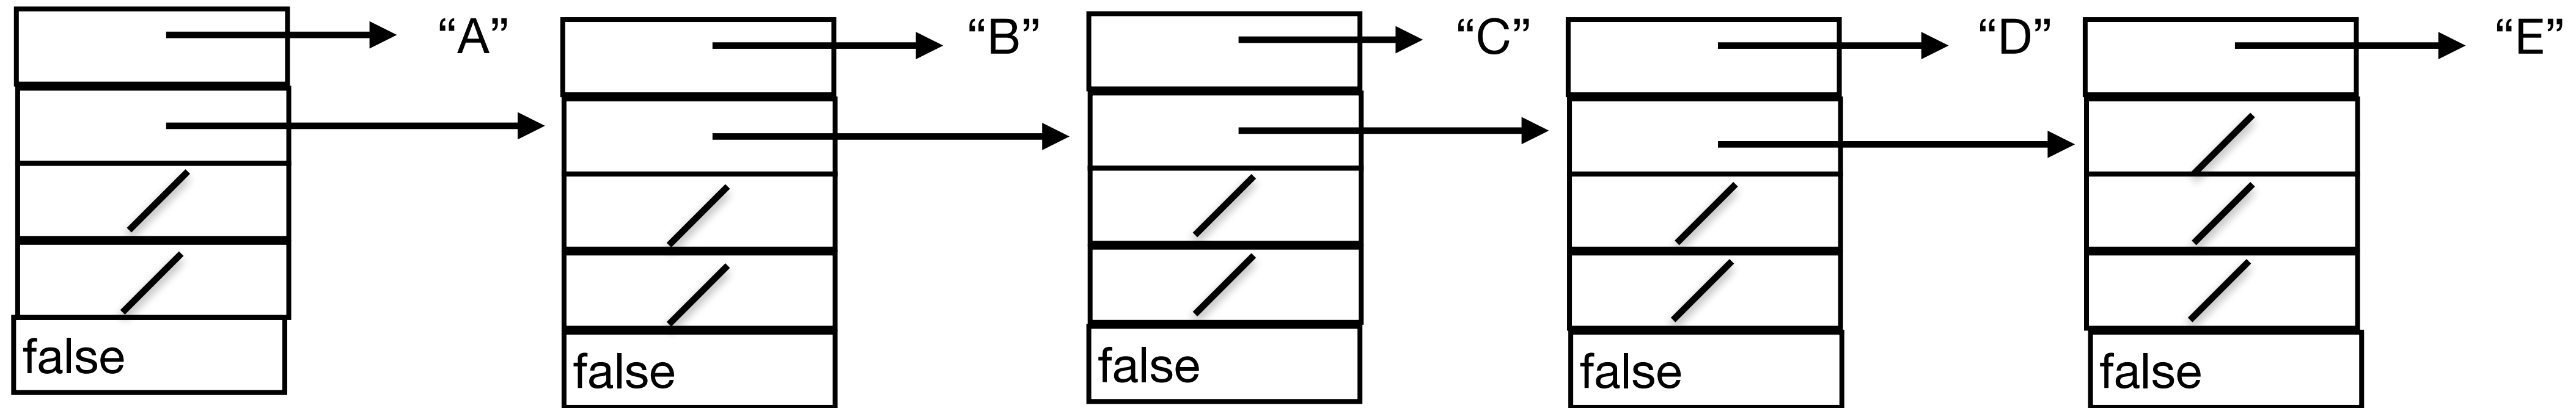 “A”
“B”
“C”
“D”
“E”
false
false
false
false
false